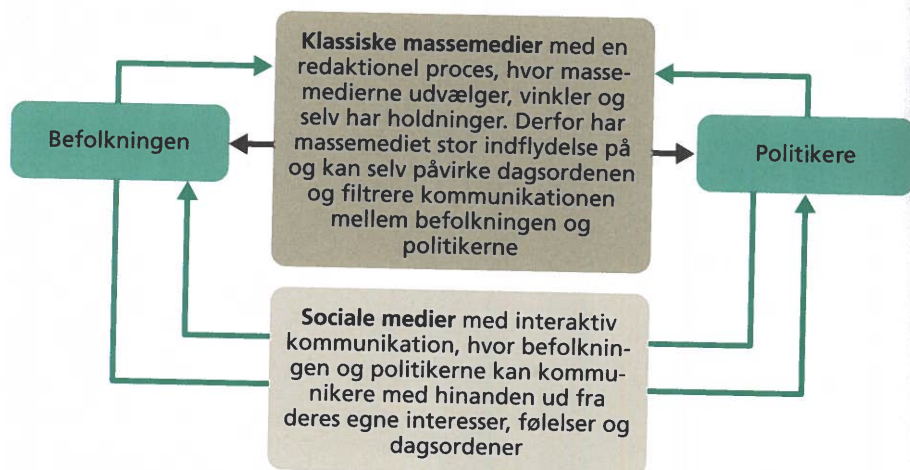 Klassiske massemedier med en
redaktionel proces, hvor masse-
medierne udvælger, vinkler og
selv har holdninger. Derfor har
massemediet stor indflydelse på
og kan selv påvirke dagsordenen
og filtrere kommunikationen
mellem befolkningen og
politikerne
Befolkningen
Politikere
Sociale medier med interaktiv
kommunikation, hvor befolknin-
gen og politikerne kan kommu-
nikere med hinanden ud fra
deres egne interesser, følelser og
dagsordener